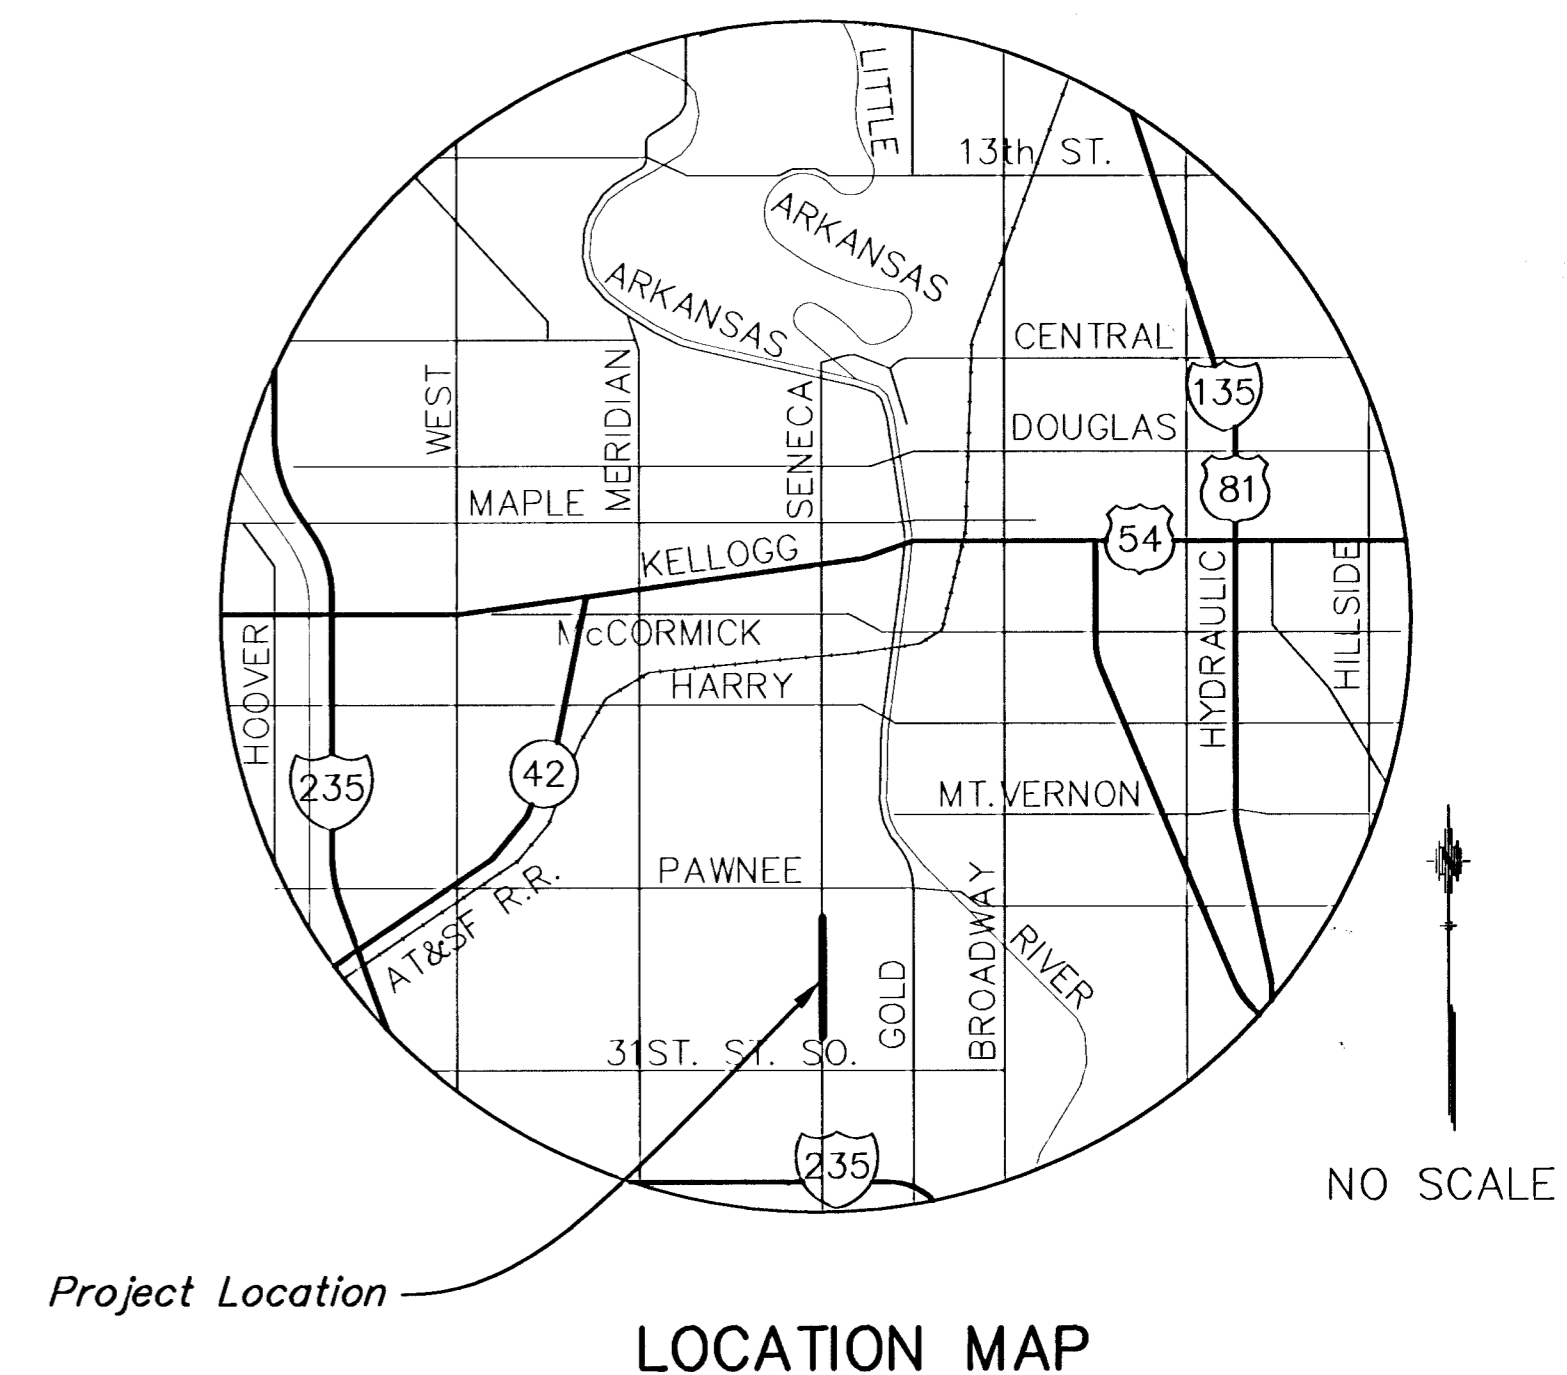 LITTLE
13th ST.
ARKANSAS
ARKANSAS
CENTRAL
135
WEST
MERIDIAN
SENECA
DOUGLAS
81
MAPLE
54
KELLOGG
HYDRAULIC
HILLSIDE
McCORMICK
HOOVER
HARRY
235
42
MT. VERNON
PAWNEE
AT&SF R.R.
BROADWAY
RIVER
GOLD
N
31ST. ST. SO.
235
NO SCALE
Project Location
LOCATION MAP